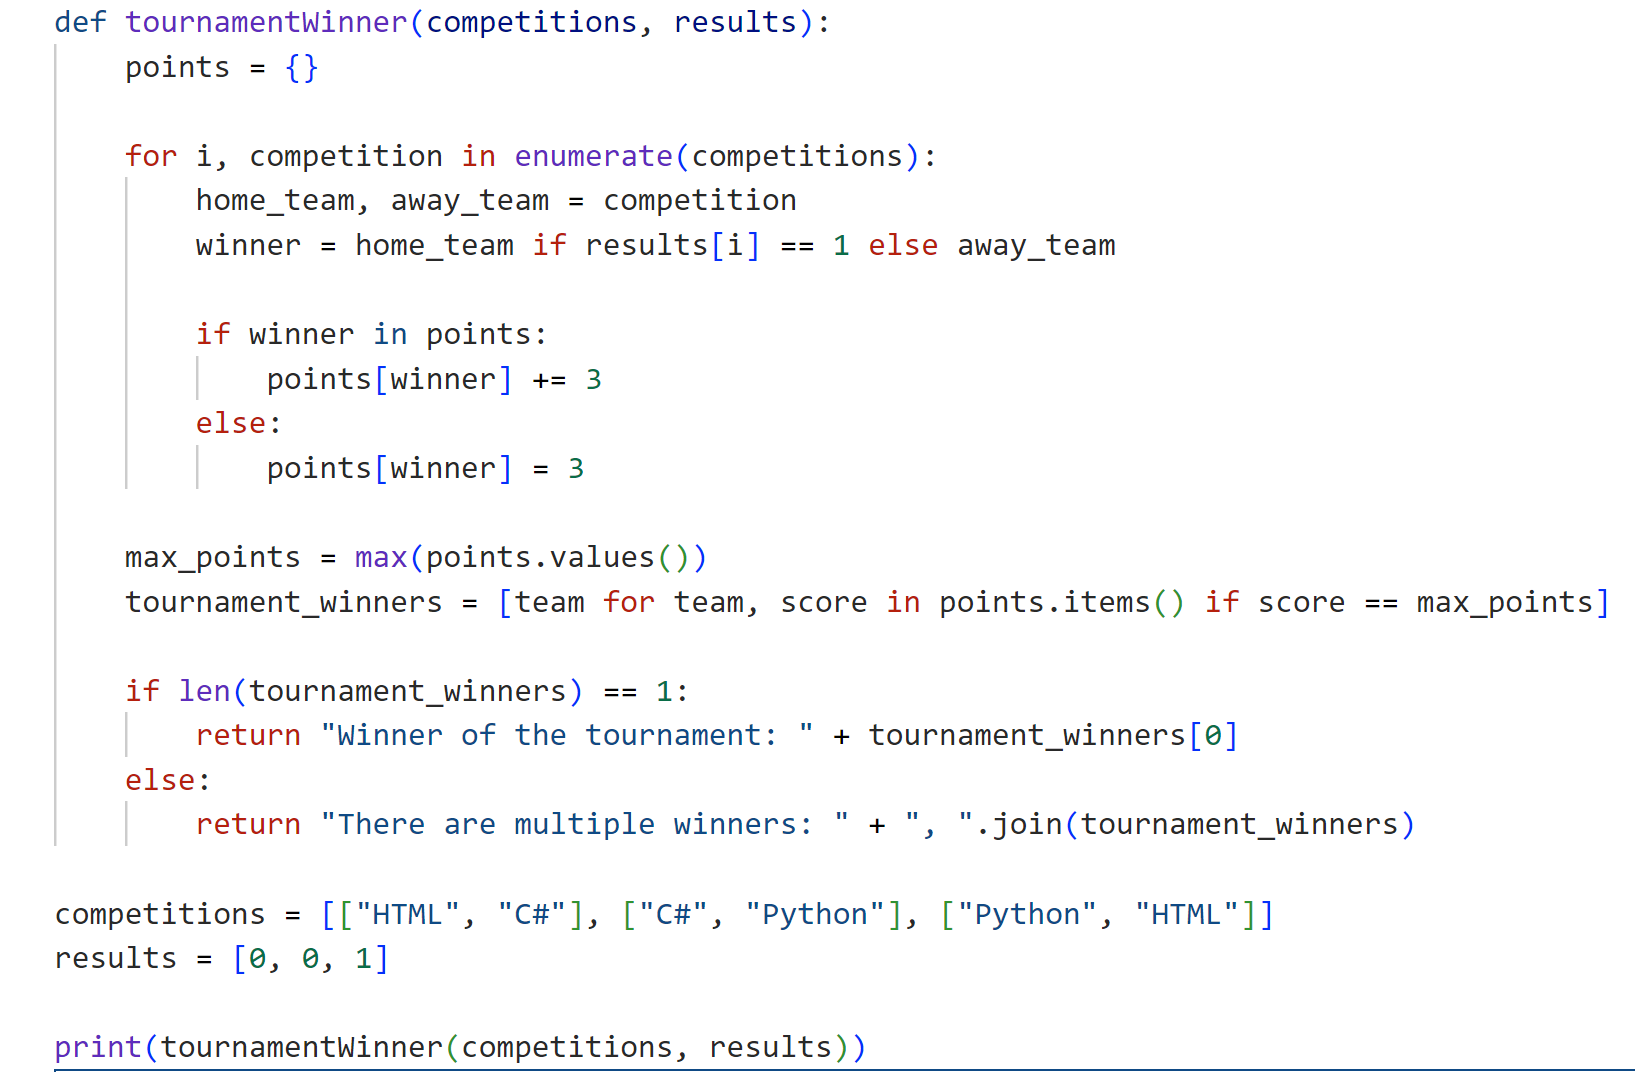 def tournamentWinner(competitions, results):
    points = {}
    for i, competition in enumerate(competitions):
        home_team, away_team = competition
        winner = home_team if results[i] == 1 else away_team
        if winner in points:
            points[winner] += 3
        else:
            points[winner] = 3
    max_points = max(points.values())
    tournament_winners = [team for team, score in points.items() if score == max_points]
    if len(tournament_winners) == 1:
        return "Winner of the tournament: " + tournament_winners[0]
    else:
        return "There are multiple winners: " + ", ".join(tournament_winners)
competitions = [["HTML", "C#"], ["C#", "Python"], ["Python", "HTML"]]
results = [0, 0, 1]
print(tournamentWinner(competitions, results))